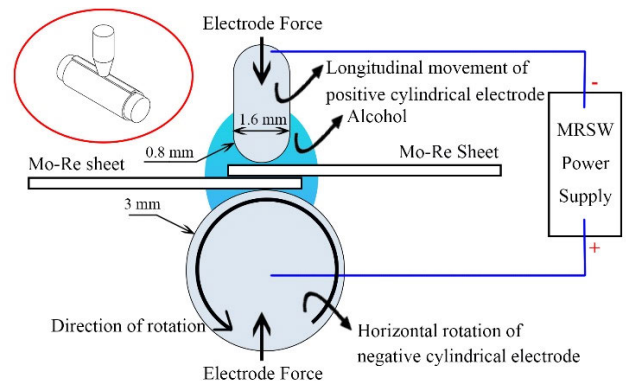 Electrode Force
Longitudinal movement of
positive cylindrical electrode
Alcohol
1.6 mm
0.8 mm
Mo-Re sheet
Mo-Re Sheet
3 mm
-
MRSW
Power
Supply
+
Direction of rotation
Horizontal rotation of
negative cylindrical electrode
Electrode Force